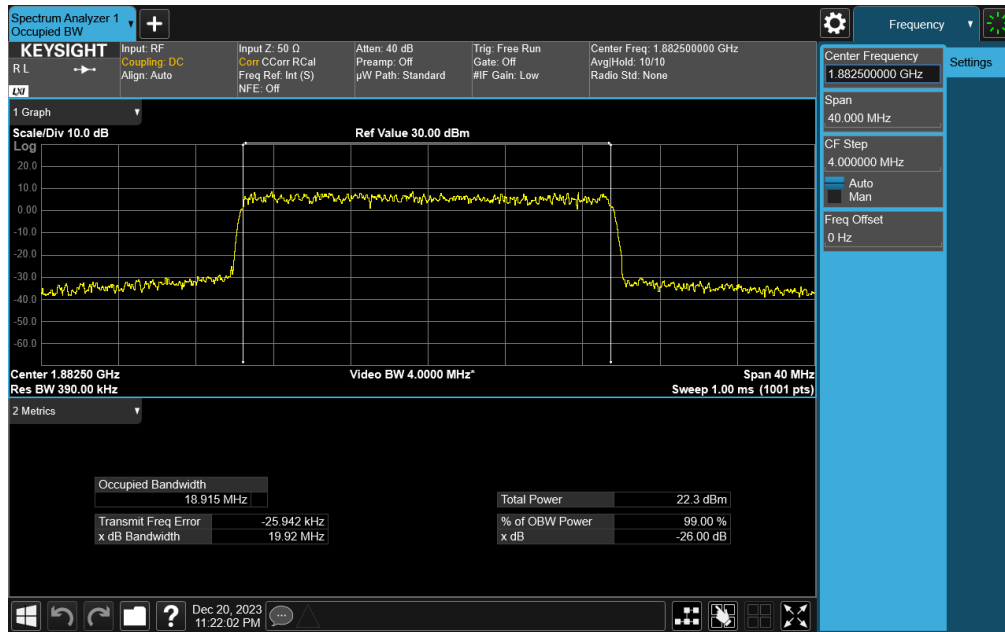 Spectrum Analyzer 1
Occupied BW
Frequency
KEYSIGHT
R L
LXI
Input: RF
Coupling: DC
Align: Auto
Input Z: 50 Ω
Corr CCorr RCal
Freq Ref: Int (S)
NFE: Off
Atten: 40 dB
Preamp: Off
µW Path: Standard
Trig: Free Run
Gate: Off
#IF Gain: Low
Center Freq: 1.882500000 GHz
Avg|Hold: 10/10
Radio Std: None
Center Frequency
1.882500000 GHz
Settings
Span
40.000 MHz
CF Step
4.000000 MHz
Auto
Man
Freq Offset
0 Hz
1 Graph
Scale/Div 10.0 dB
Ref Value 30.00 dBm
Log
20.0
10.0
0.00
-10.0
-20.0
-30.0
-40.0
-50.0
-60.0
Center 1.88250 GHz
Video BW 4.0000 MHz*
Span 40 MHz
Res BW 390.00 kHz
Sweep 1.00 ms (1001 pts)
2 Metrics
Occupied Bandwidth
18.915 MHz
Transmit Freq Error -25.942 kHz
x dB Bandwidth 19.92 MHz
Total Power 22.3 dBm
% of OBW Power 99.00 %
x dB -26.00 dB
?
Dec 20, 2023
11:22:02 PM